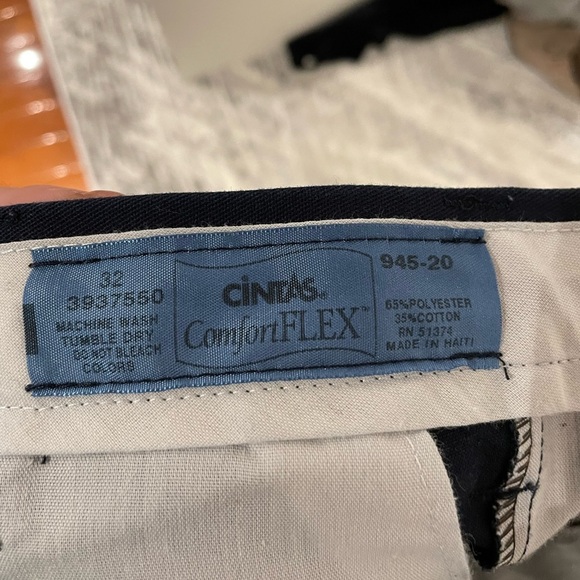 32
3937550
MACHINE WASH
TUMBLE DRY
DO NOT BLEACH
COLORS
CINTAS®
ComfortFLEX™
945-20
65%POLYESTER
35%COTTON
RN 51374
MADE IN HAITI